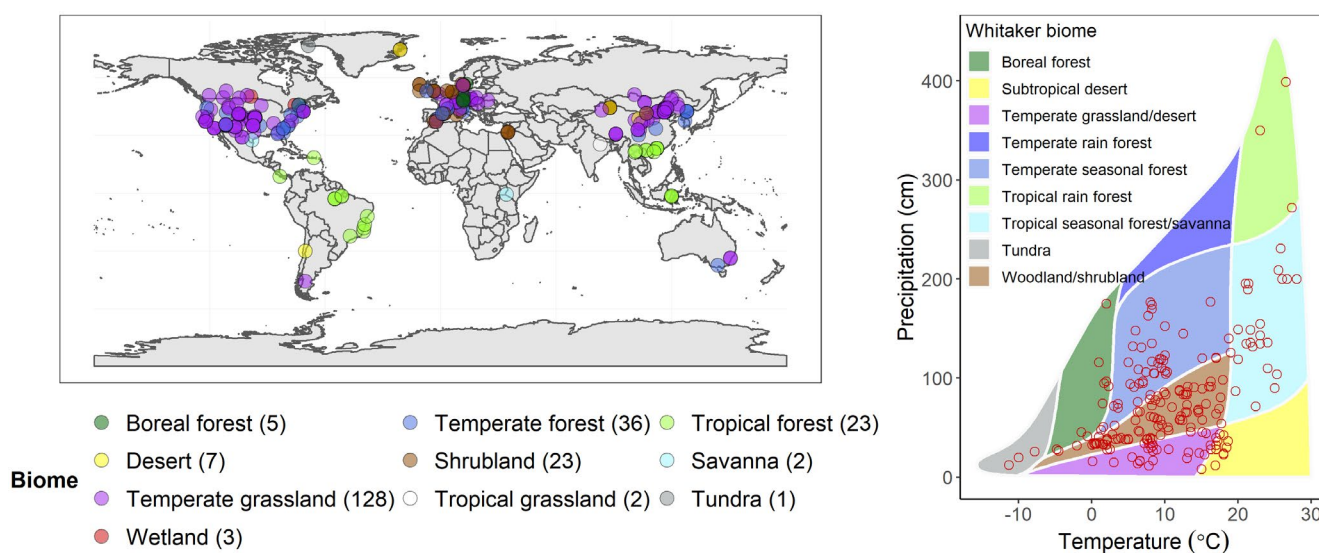 Biome
Boreal forest (5)
Temperate forest (36)
Tropical forest (23)
Desert (7)
Shrubland (23)
Savanna (2)
Temperate grassland (128)
Tropical grassland (2)
Tundra (1)
Wetland (3)
Whitaker biome
Boreal forest
Subtropical desert
Temperate grassland/desert
Temperate rain forest
Temperate seasonal forest
Tropical rain forest
Tropical seasonal forest/savanna
Tundra
Woodland/shrubland
Precipitation (cm)
400
300
200
100
0
-10
0
10
20
30
Temperature (°C)